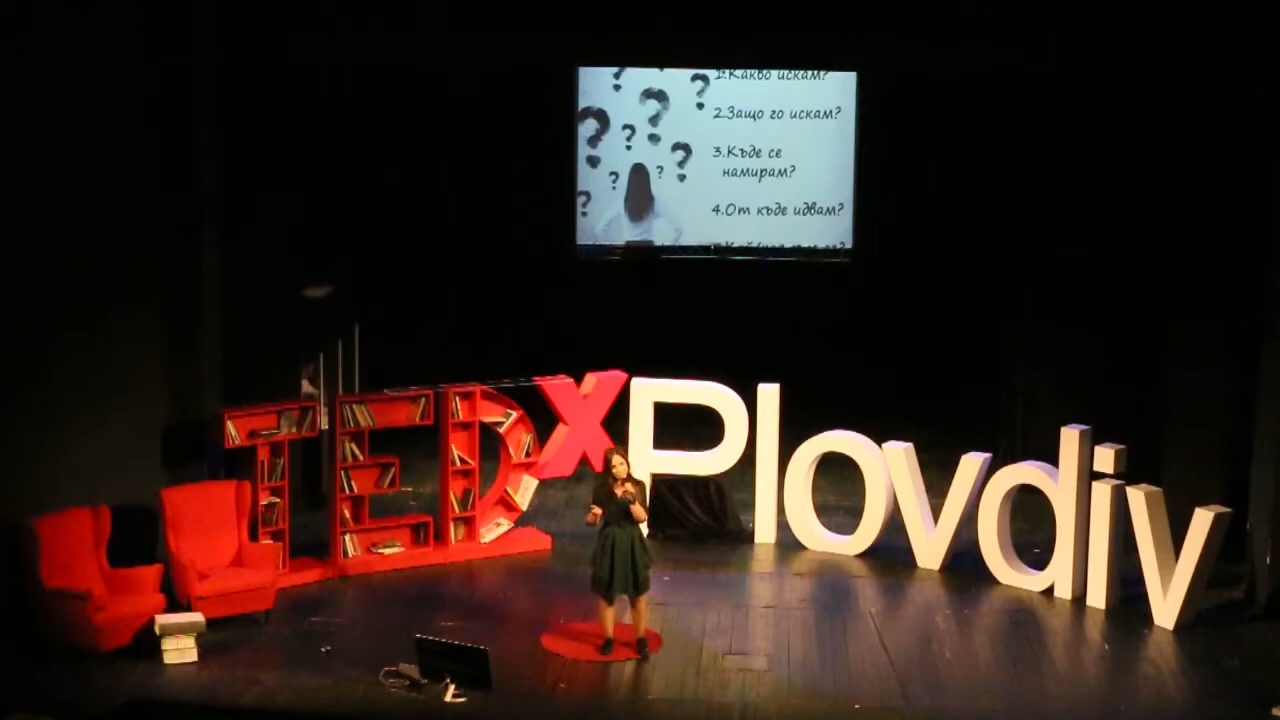 1.Какво искам?
2.Защо го искам?
3.Къде се
намирам?
4.От къде идвам?
TEDxPlovdiv